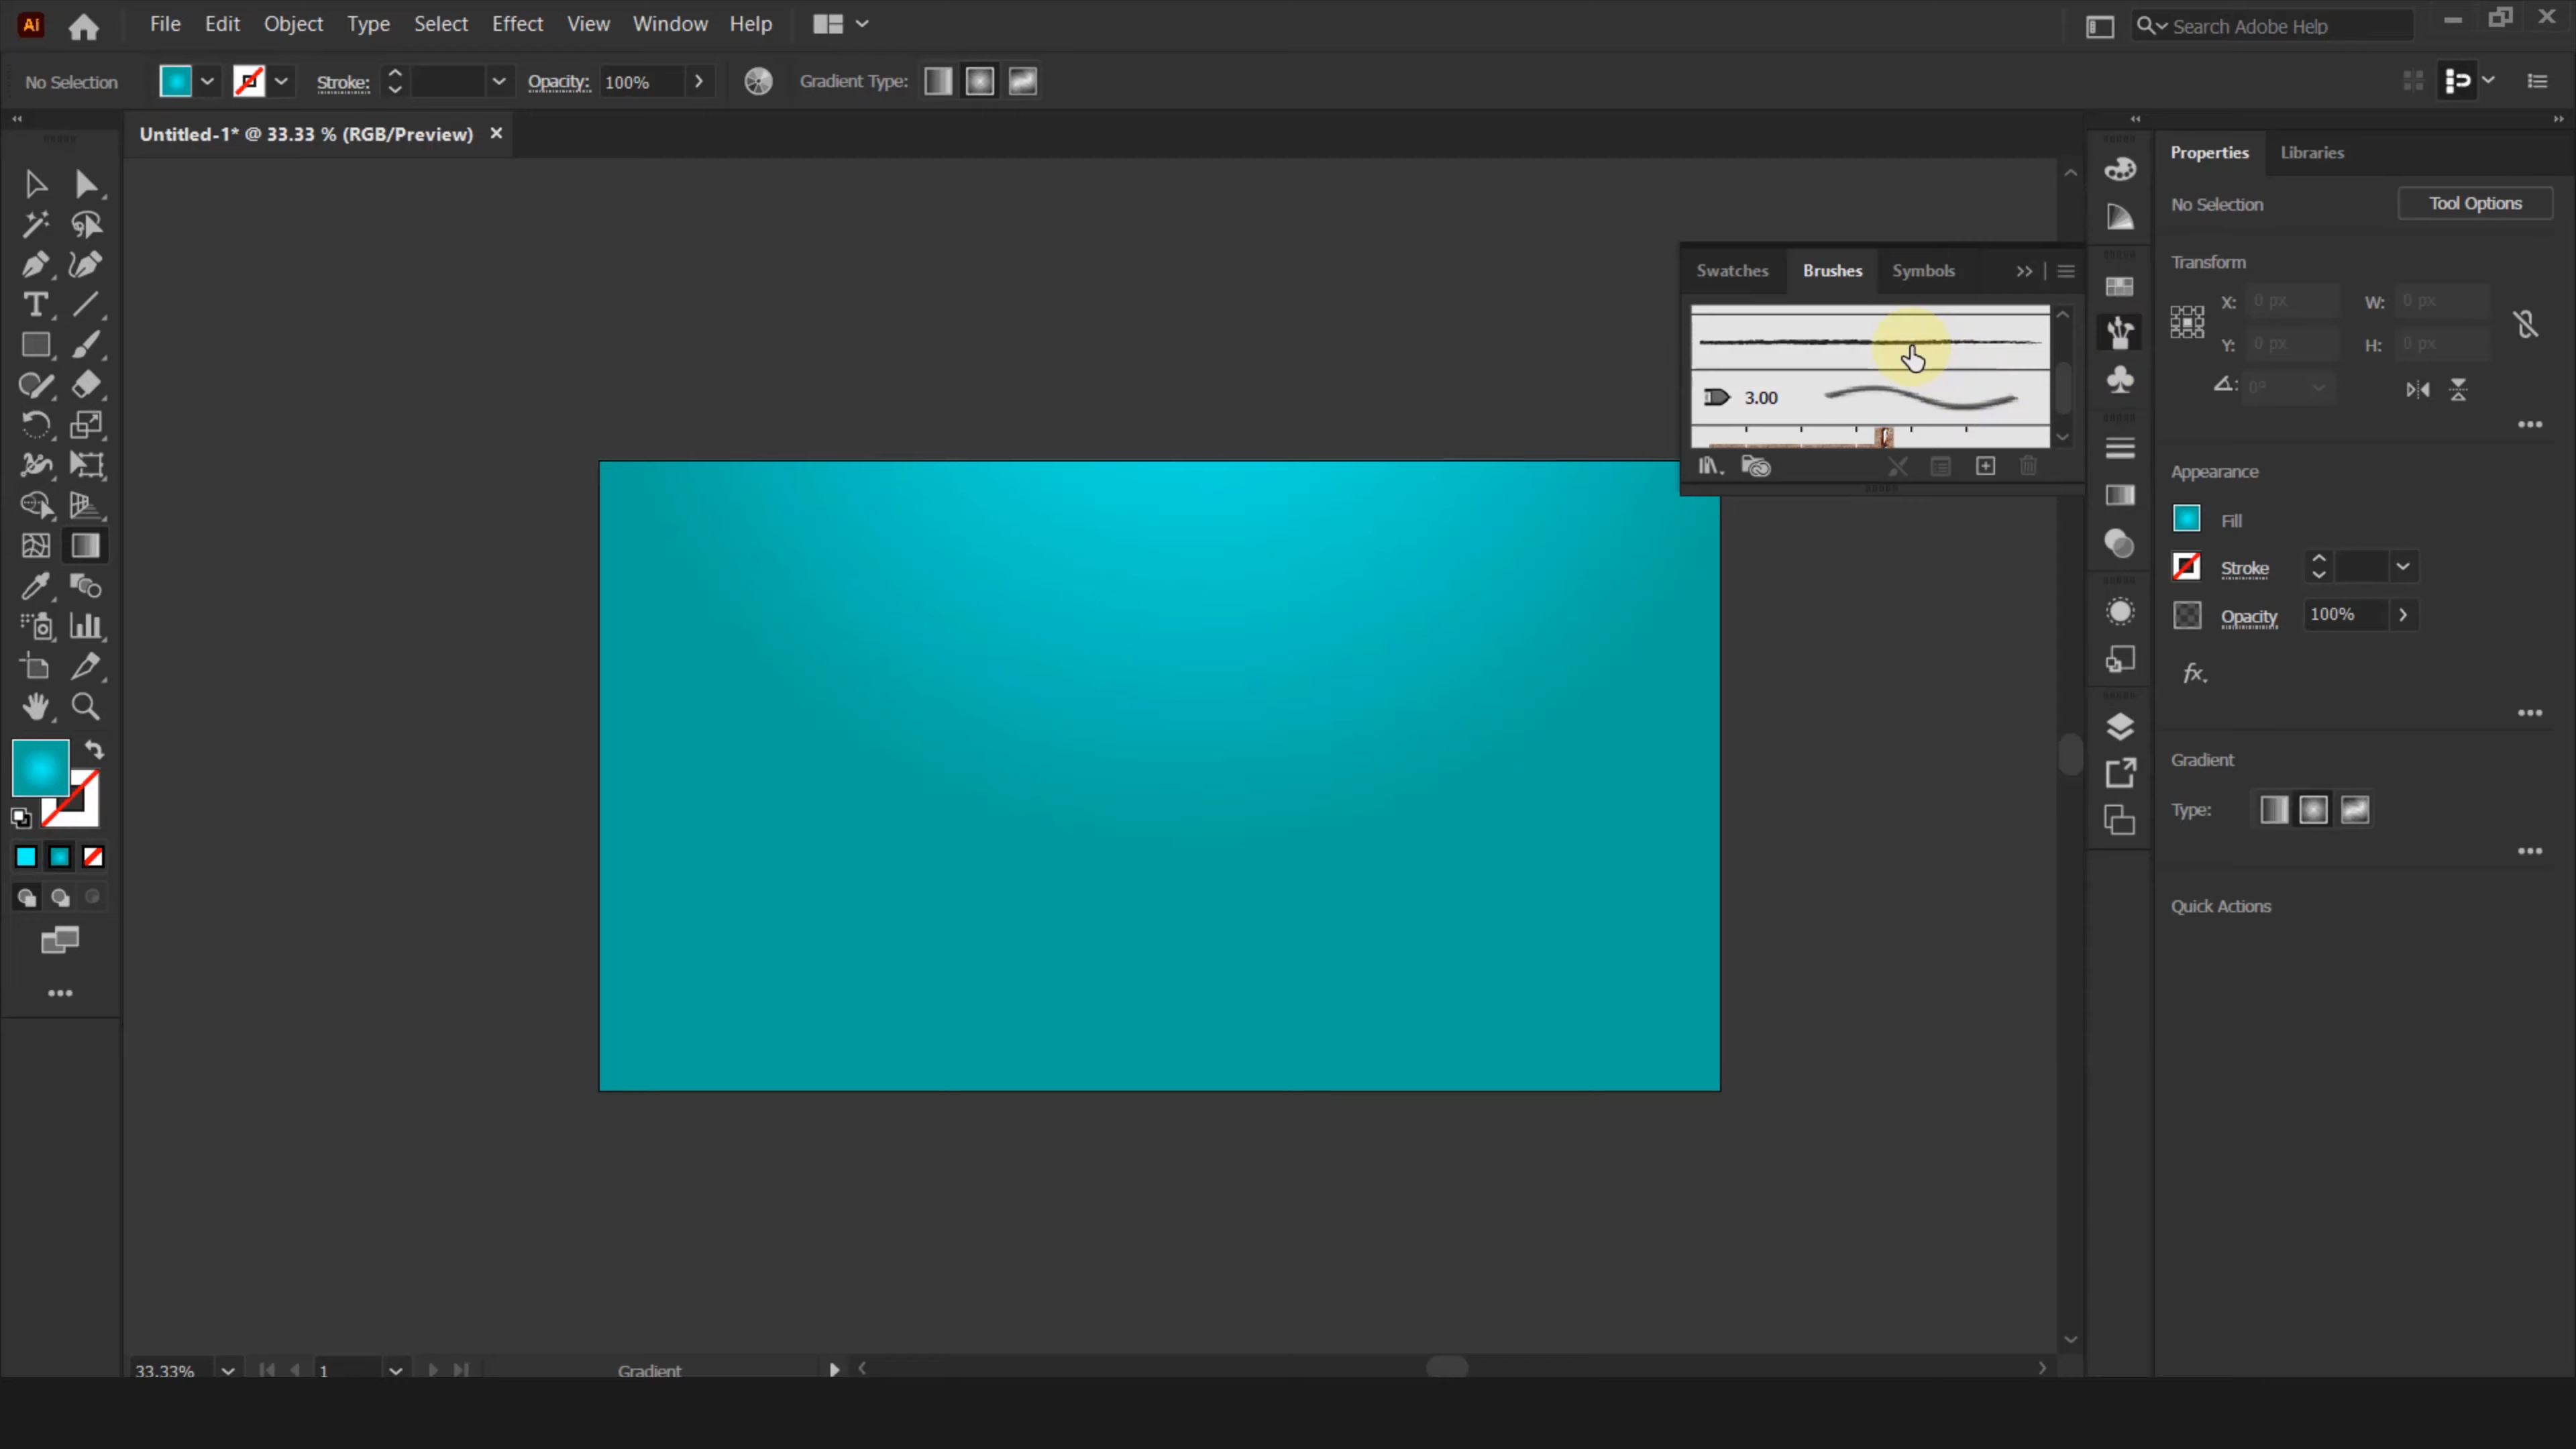 Ai File Edit Object Type Select Effect View Window Help Search Adobe Help
No Selection Stroke: Opacity: 100% Gradient Type:
Untitled-1* @ 33.33 % (RGB/Preview)
Properties Libraries
No Selection Tool Options
Transform
X: 0 px W: 0 px
Y: 0 px H: 0 px
0°
Swatches Brushes Symbols
3.00
Appearance
Fill
Stroke
Opacity 100%
fx.
Gradient
Type:
Quick Actions
T
33.33% 1 Gradient